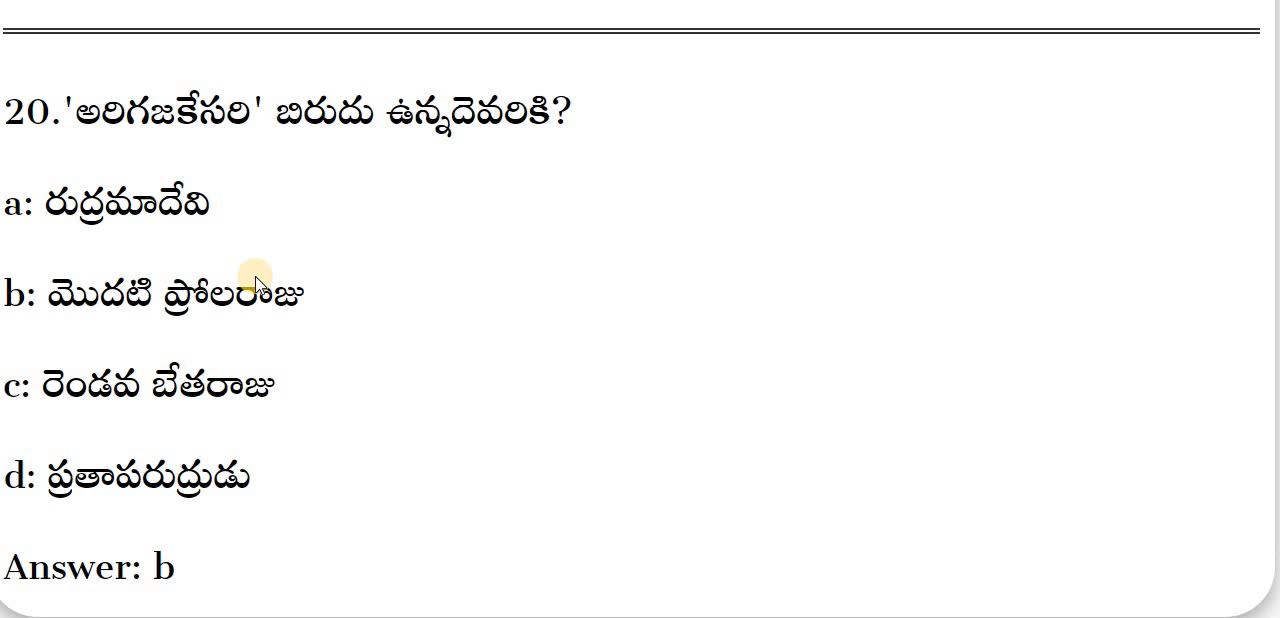 20.'అరిగజకేసరి' బిరుదు ఉన్నదెవరికి?
a: రుద్రమాదేవి
b: మొదటి ప్రోలరాజు
c: రెండవ బేతరాజు
d: ప్రతాపరుద్రుడు
Answer: b